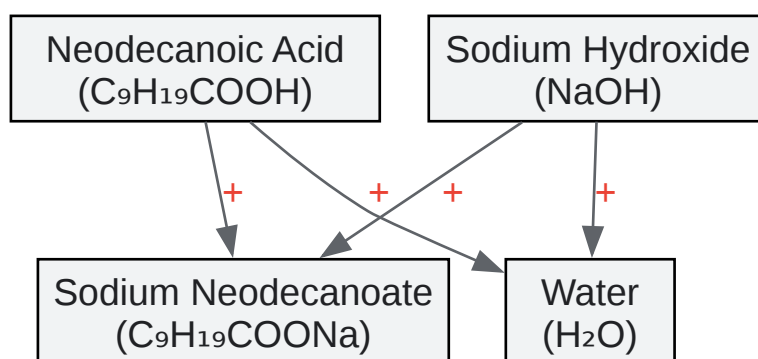 Neodecanoic Acid
(C₉H₁₉COOH)
Sodium Hydroxide
(NaOH)
+
+
+
+
Sodium Neodecanoate
(C₉H₁₉COONa)
Water
(H₂O)